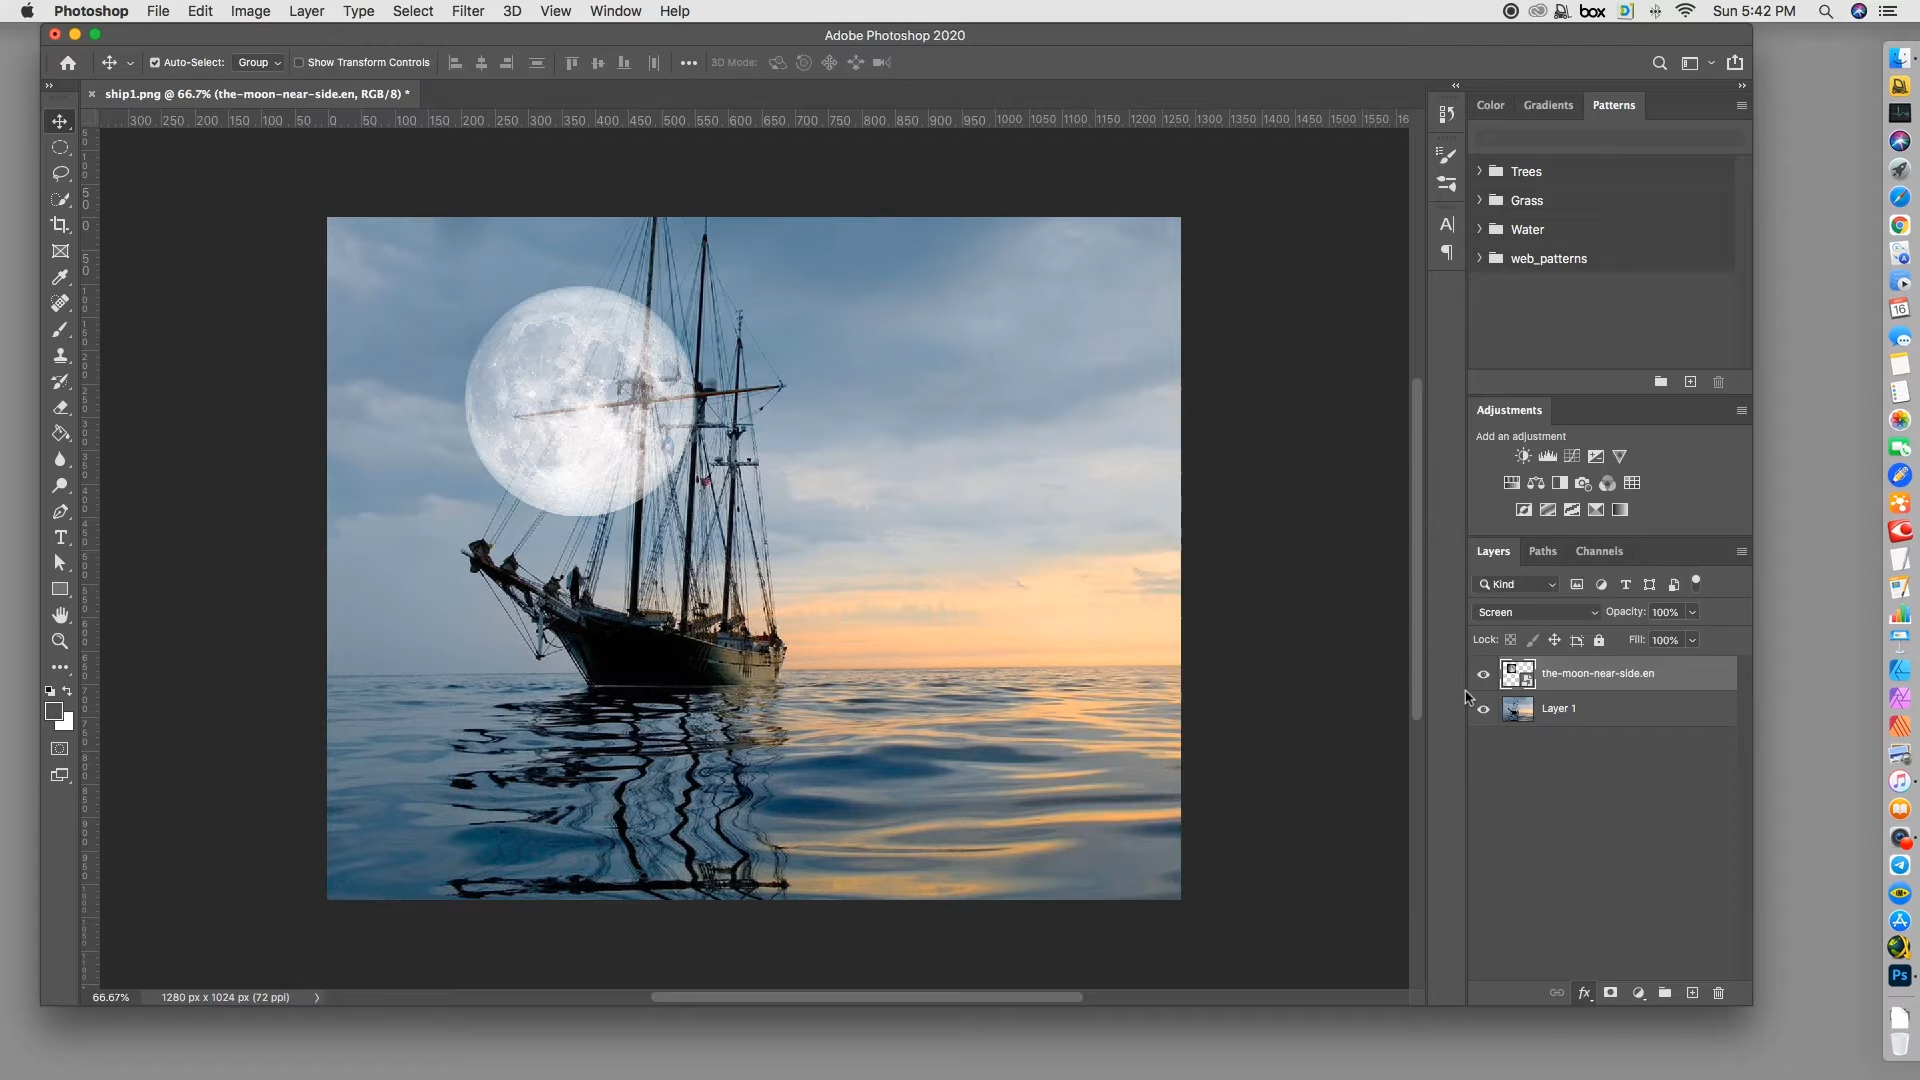 Photoshop File Edit Image Layer Type Select Filter 3D View Window Help box Sun 5:42 PM
Adobe Photoshop 2020
Auto-Select: Group Show Transform Controls 3D Mode:
ship1.png @ 66.7% (the-moon-near-side.en, RGB/8) *
Color Gradients Patterns
300 250 200 150 100 50 0 50 100 150 200 250 300 350 400 450 500 550 600 650 700 750 800 850 900 950 1000 1050 1100 1150 1200 1250 1300 1350 1400 1450 1500 1550 16
Trees
Grass
Water
web_patterns
Adjustments
Add an adjustment
Layers Paths Channels
Kind
Screen Opacity: 100%
Lock: Fill: 100%
the-moon-near-side.en
Layer 1
66.67% 1280 px x 1024 px (72 ppi)
fx
16
Ps